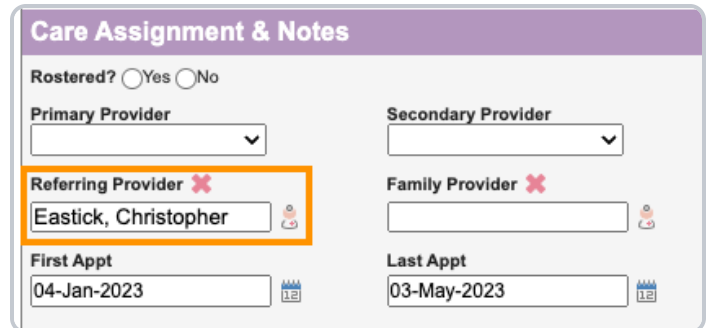 Care Assignment & Notes
Rostered? Yes No
Primary Provider Secondary Provider
Referring Provider Family Provider
Eastick, Christopher
First Appt Last Appt
04-Jan-2023 12 03-May-2023 12